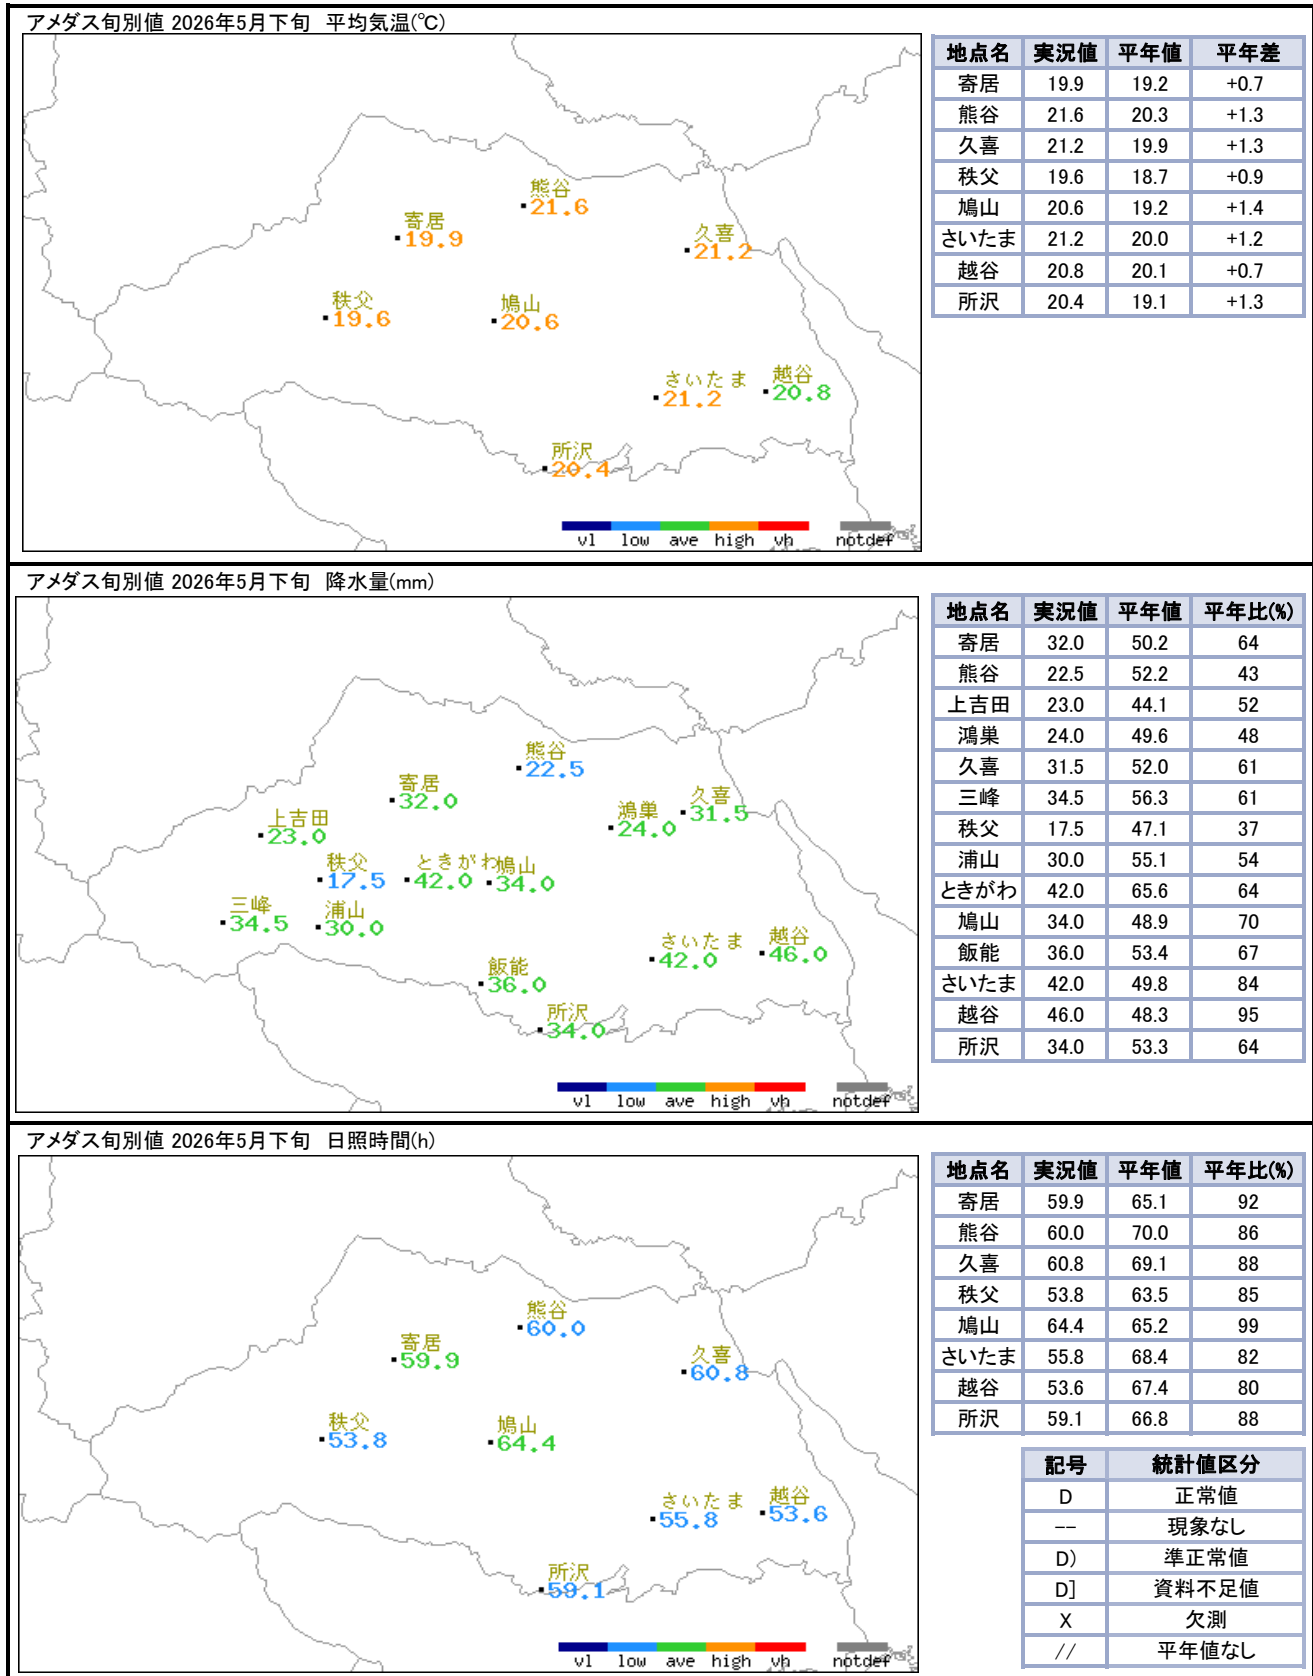 アメダス旬別値 2026年5月下旬 平均気温(℃)
熊谷
21.6
寄居
19.9
久喜
21.2
秩父
19.6
鳩山
20.6
さいたま
21.2
越谷
20.8
所沢
20.4
vl low ave high vh notdef
地点名 実況値 平年値 平年差
寄居 19.9 19.2 +0.7
熊谷 21.6 20.3 +1.3
久喜 21.2 19.9 +1.3
秩父 19.6 18.7 +0.9
鳩山 20.6 19.2 +1.4
さいたま 21.2 20.0 +1.2
越谷 20.8 20.1 +0.7
所沢 20.4 19.1 +1.3
アメダス旬別値 2026年5月下旬 降水量(mm)
熊谷
22.5
寄居
32.0
久喜
31.5
鴻巣
24.0
上吉田
23.0
秩父
17.5
ときがわ
42.0
鳩山
34.0
三峰
34.5
浦山
30.0
さいたま
42.0
越谷
46.0
飯能
36.0
所沢
34.0
vl low ave high vh notdef
地点名 実況値 平年値 平年比(%)
寄居 32.0 50.2 64
熊谷 22.5 52.2 43
上吉田 23.0 44.1 52
鴻巣 24.0 49.6 48
久喜 31.5 52.0 61
三峰 34.5 56.3 61
秩父 17.5 47.1 37
浦山 30.0 55.1 54
ときがわ 42.0 65.6 64
鳩山 34.0 48.9 70
飯能 36.0 53.4 67
さいたま 42.0 49.8 84
越谷 46.0 48.3 95
所沢 34.0 53.3 64
アメダス旬別値 2026年5月下旬 日照時間(h)
熊谷
60.0
寄居
59.9
久喜
60.8
秩父
53.8
鳩山
64.4
さいたま
55.8
越谷
53.6
所沢
59.1
vl low ave high vh notdef
地点名 実況値 平年値 平年比(%)
寄居 59.9 65.1 92
熊谷 60.0 70.0 86
久喜 60.8 69.1 88
秩父 53.8 63.5 85
鳩山 64.4 65.2 99
さいたま 55.8 68.4 82
越谷 53.6 67.4 80
所沢 59.1 66.8 88
記号 統計値区分
D 正常値
-- 現象なし
D) 準正常値
D] 資料不足値
X 欠測
// 平年値なし